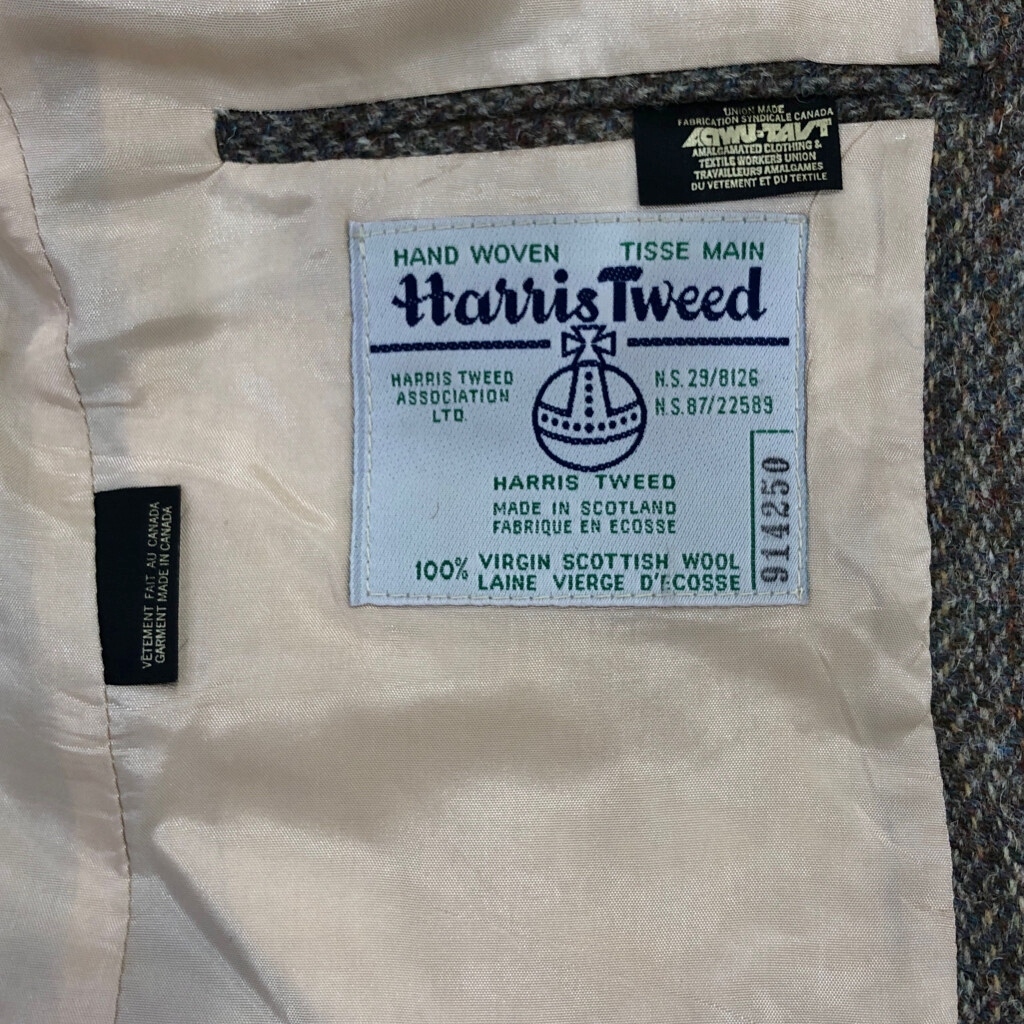 UNION MADE
FABRICATION SYNDICALE CANADA
ACTWU-TAVT
AMALGAMATED CLOTHING &
TEXTILE WORKERS UNION
TRAVAILLEURS AMALGAMES
DU VETEMENT ET DU TEXTILE
HAND WOVEN TISSE MAIN
Harris Tweed
HARRIS TWEED
ASSOCIATION
LTD.
N.S. 29/8126
N.S. 87/22589
HARRIS TWEED
MADE IN SCOTLAND
FABRIQUE EN ECOSSE
100% VIRGIN SCOTTISH WOOL
LAINE VIERGE D'ECOSSE
914250
VÊTEMENT FAIT AU CANADA
GARMENT MADE IN CANADA